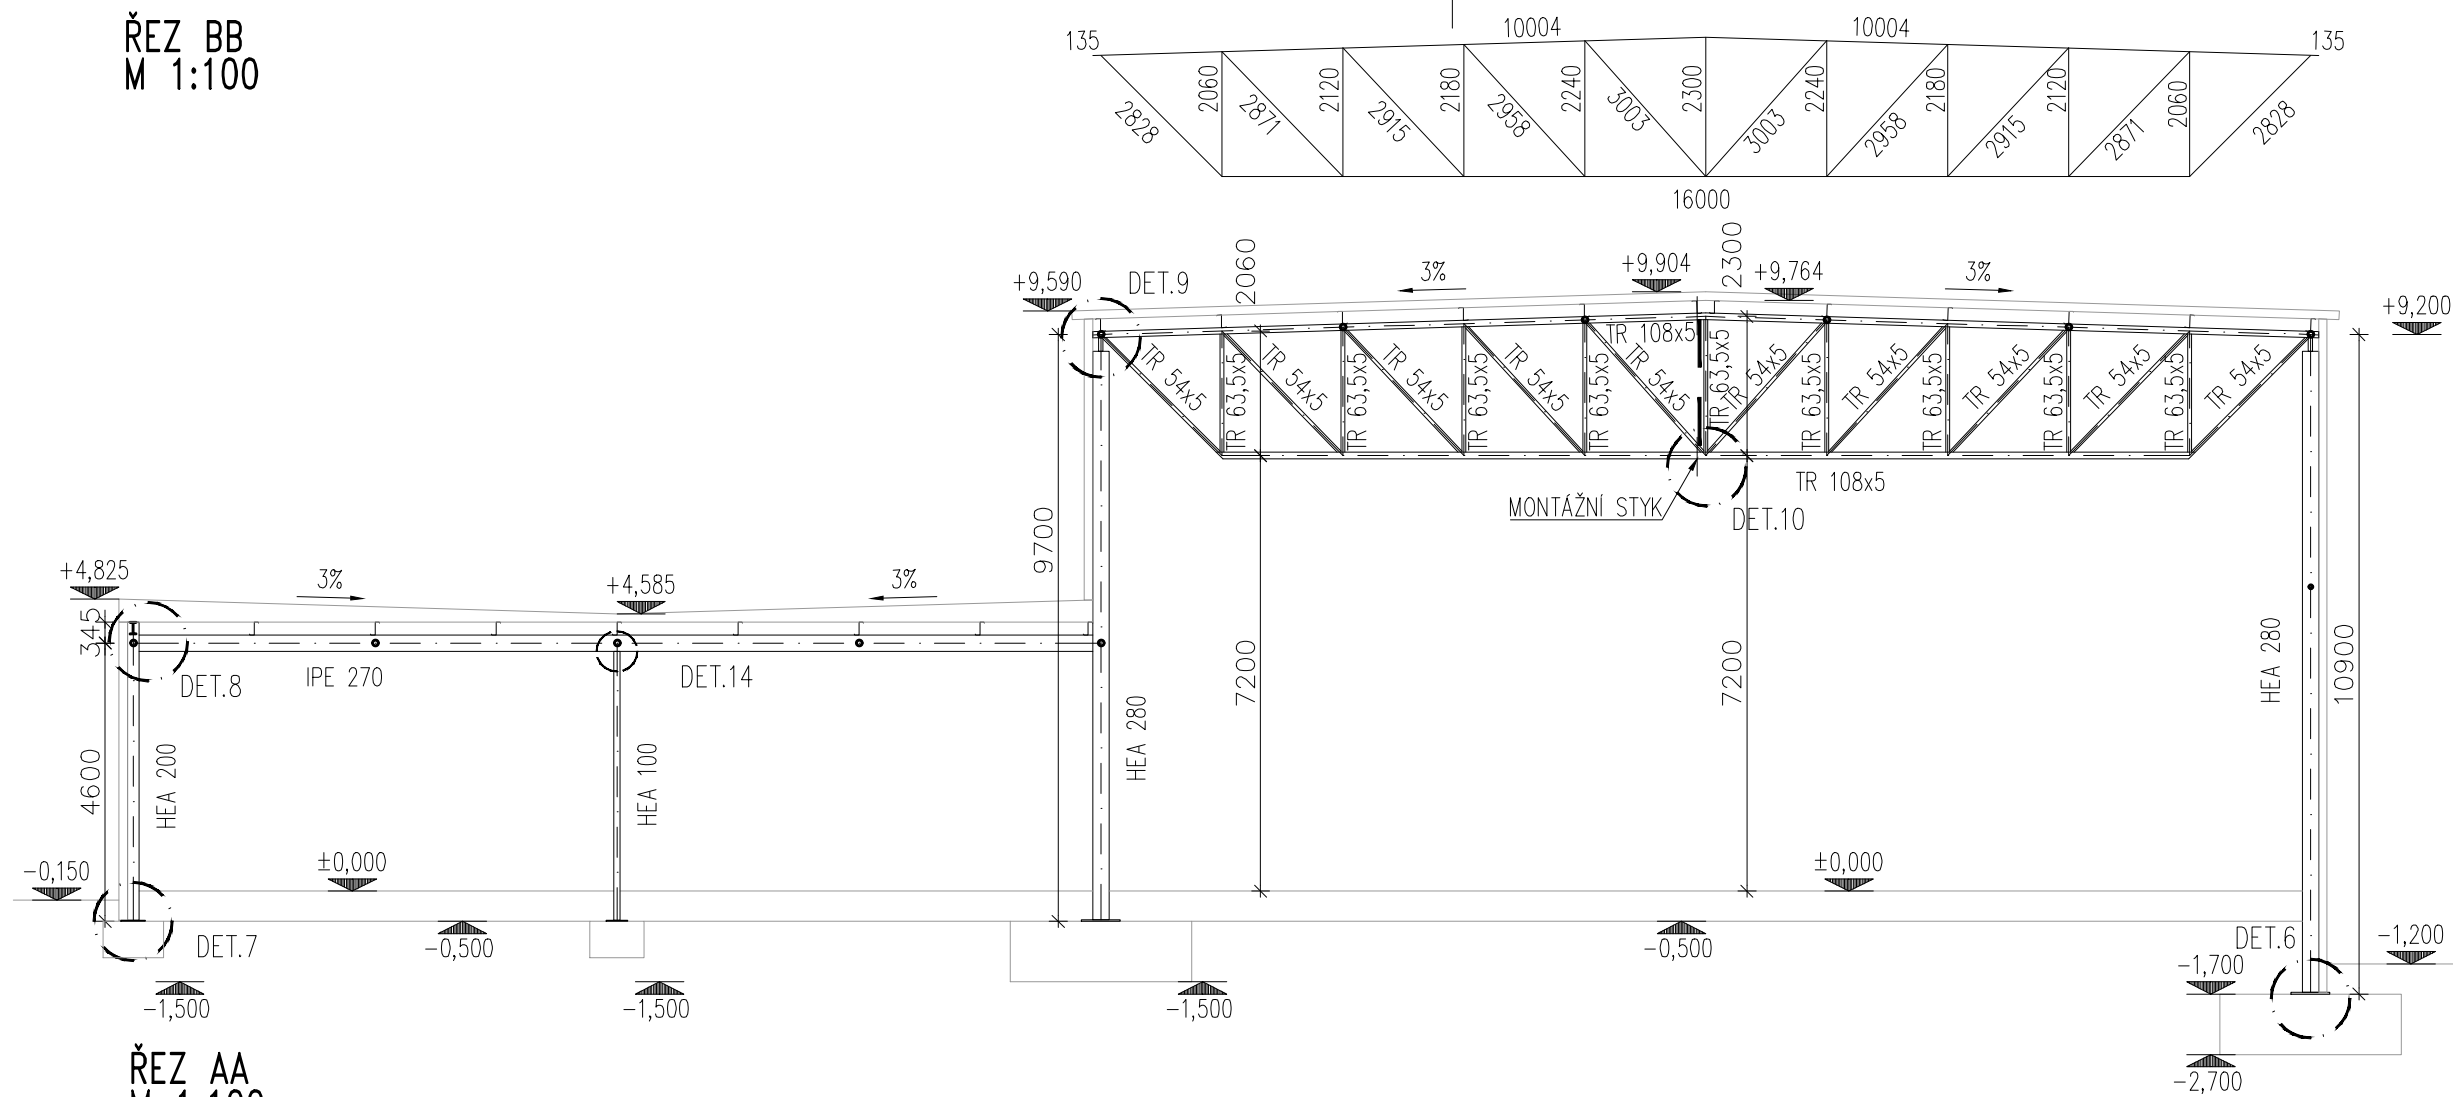 ŘEZ BB
M 1:100
135
10004
10004
135
2828
2060
2871
2120
2915
2180
2958
2240
3003
2300
3003
2240
2958
2180
2915
2120
2871
2060
2828
16000
+9,590
DET.9
2060
3%
+9,904
2300
+9,764
3%
+9,200
TR 108x5
TR 54x5
TR 63,5x5
TR 54x5
TR 63,5x5
TR 54x5
TR 63,5x5
TR 54x5
TR 63,5x5
TR 54x5
TR 63,5x5
TR 54x5
TR 63,5x5
TR 54x5
TR 63,5x5
TR 54x5
TR 63,5x5
TR 54x5
TR 63,5x5
TR 54x5
TR 108x5
MONTÁŽNÍ STYK
DET.10
9700
7200
7200
+4,825
3%
+4,585
3%
345
DET.8
IPE 270
DET.14
HEA 280
HEA 280
10900
4600
HEA 200
HEA 100
-0,150
±0,000
±0,000
DET.7
-0,500
-0,500
DET.6
-1,200
-1,700
-1,500
-1,500
-1,500
-2,700
ŘEZ AA
M 1:100